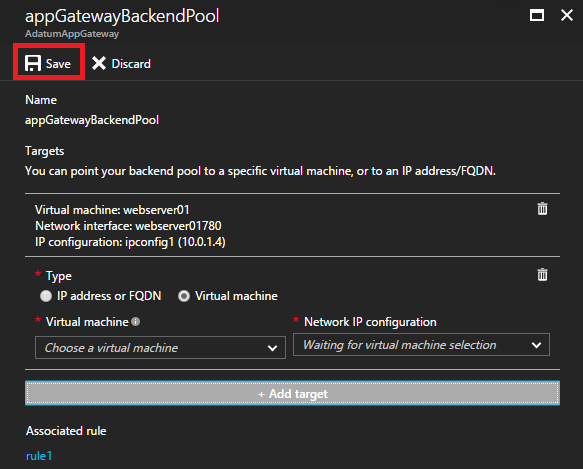 appGatewayBackendPool
AdatumAppGateway
Save Discard
Name
appGatewayBackendPool
Targets
You can point your backend pool to a specific virtual machine, or to an IP address/FQDN.
Virtual machine: webserver01
Network interface: webserver01780
IP configuration: ipconfig1 (10.0.1.4)
* Type
IP address or FQDN Virtual machine
* Virtual machine * Network IP configuration
Choose a virtual machine Waiting for virtual machine selection
+ Add target
Associated rule
rule1